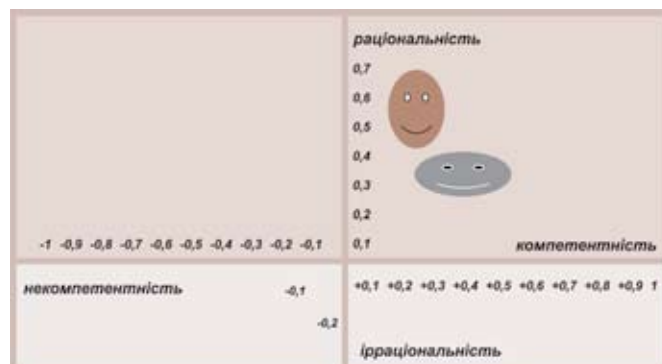 раціональність
0,7
0,6
0,5
0,4
0,3
0,2
0,1
-1 -0,9 -0,8 -0,7 -0,6 -0,5 -0,4 -0,3 -0,2 -0,1
компетентність
некомпетентність
-0,1
-0,2
+0,1 +0,2 +0,3 +0,4 +0,5 +0,6 +0,7 +0,8 +0,9 1
ірраціональність